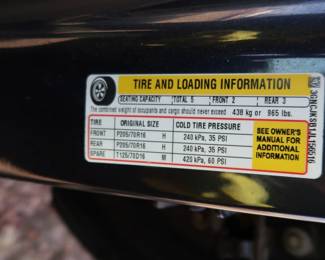 TIRE AND LOADING INFORMATION
SEATING CAPACITY TOTAL 5 FRONT 2 REAR 3
The combined weight of occupants and cargo should never exceed 438 kg or 965 lbs.
TIRE ORIGINAL SIZE COLD TIRE PRESSURE
FRONT P205/70R16 H 240 kPa, 35 PSI
REAR P205/70R16 H 240 kPa, 35 PSI
SPARE T125/70D16 M 420 kPa, 60 PSI
SEE OWNER'S
MANUAL FOR
ADDITIONAL
INFORMATION